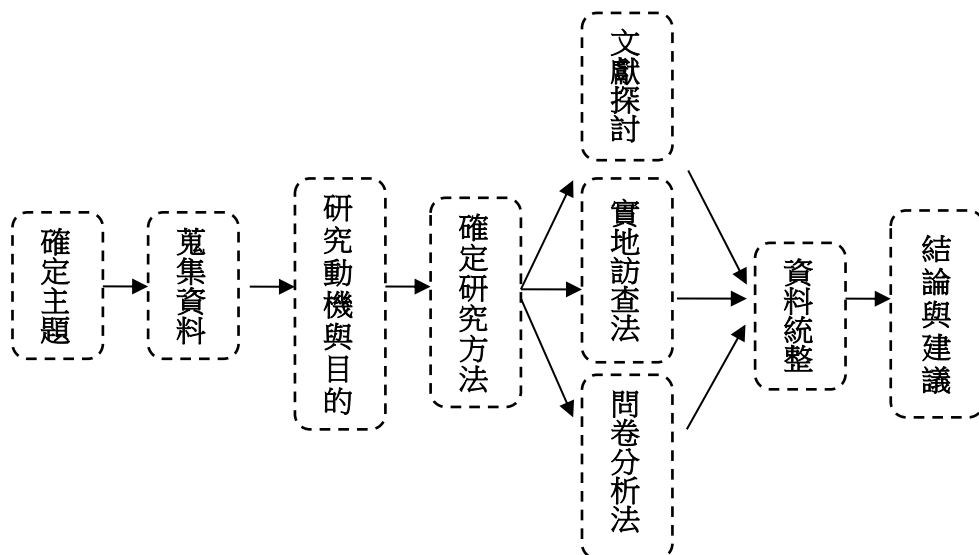 確定主題
蒐集資料
研究動機與目的
確定研究方法
文獻探討
實地訪查法
問卷分析法
資料統整
結論與建議